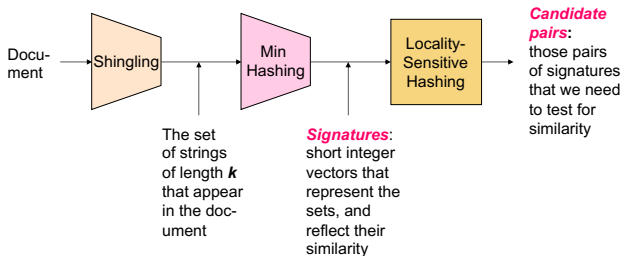 Docu-
ment
Shingling
Min
Hashing
Locality-
Sensitive
Hashing
Candidate
pairs:
those pairs
of signatures
that we need
to test for
similarity
The set
of strings
of length k
that appear
in the doc-
ument
Signatures:
short integer
vectors that
represent the
sets, and
reflect their
similarity